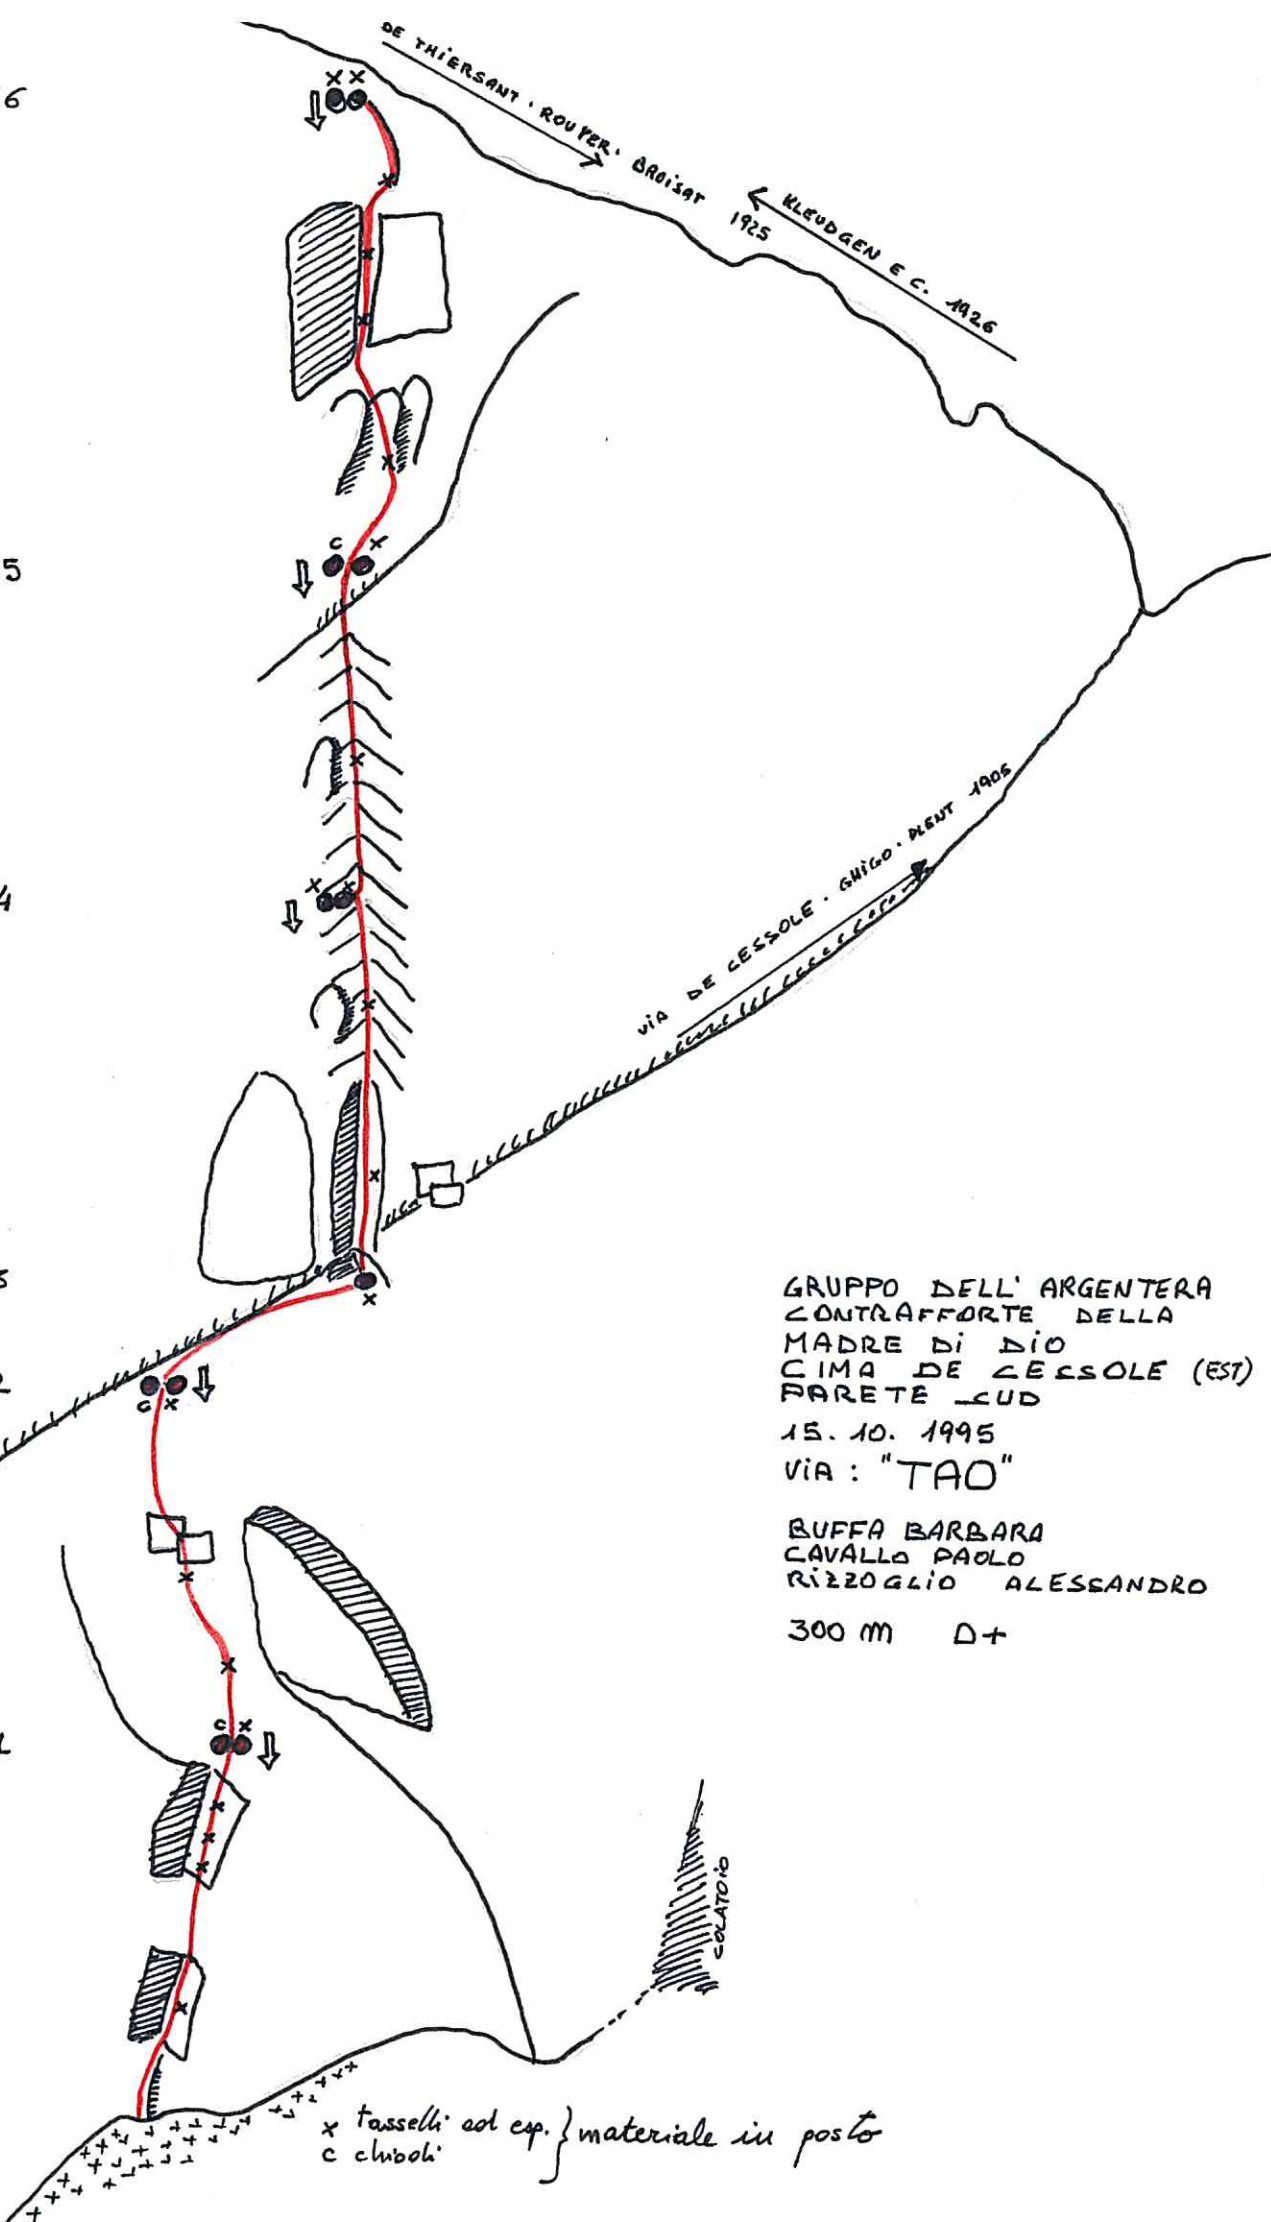 6
DE THiERSANT . ROUYER. BROiSAT 1925
KLEUDGEN E C. 1926
x x
5
c x
4
x x
ViA DE CESSOLE . GHiGO . PLENT 1905
x
c x
c x
1
COLATOiO
GRUPPO DELL' ARGENTERA
CONTRAFFORTE DELLA
MADRE Di DiO
CIMA DE CESSOLE (EST)
PARETE SUD
15. 10. 1995
ViA : "TAO"
BUFFA BARBARA
CAVALLO PAOLO
RiZZOGLiO ALESSANDRO
300 m D+
x tasselli ad esp. } materiale in posto
c chiodi